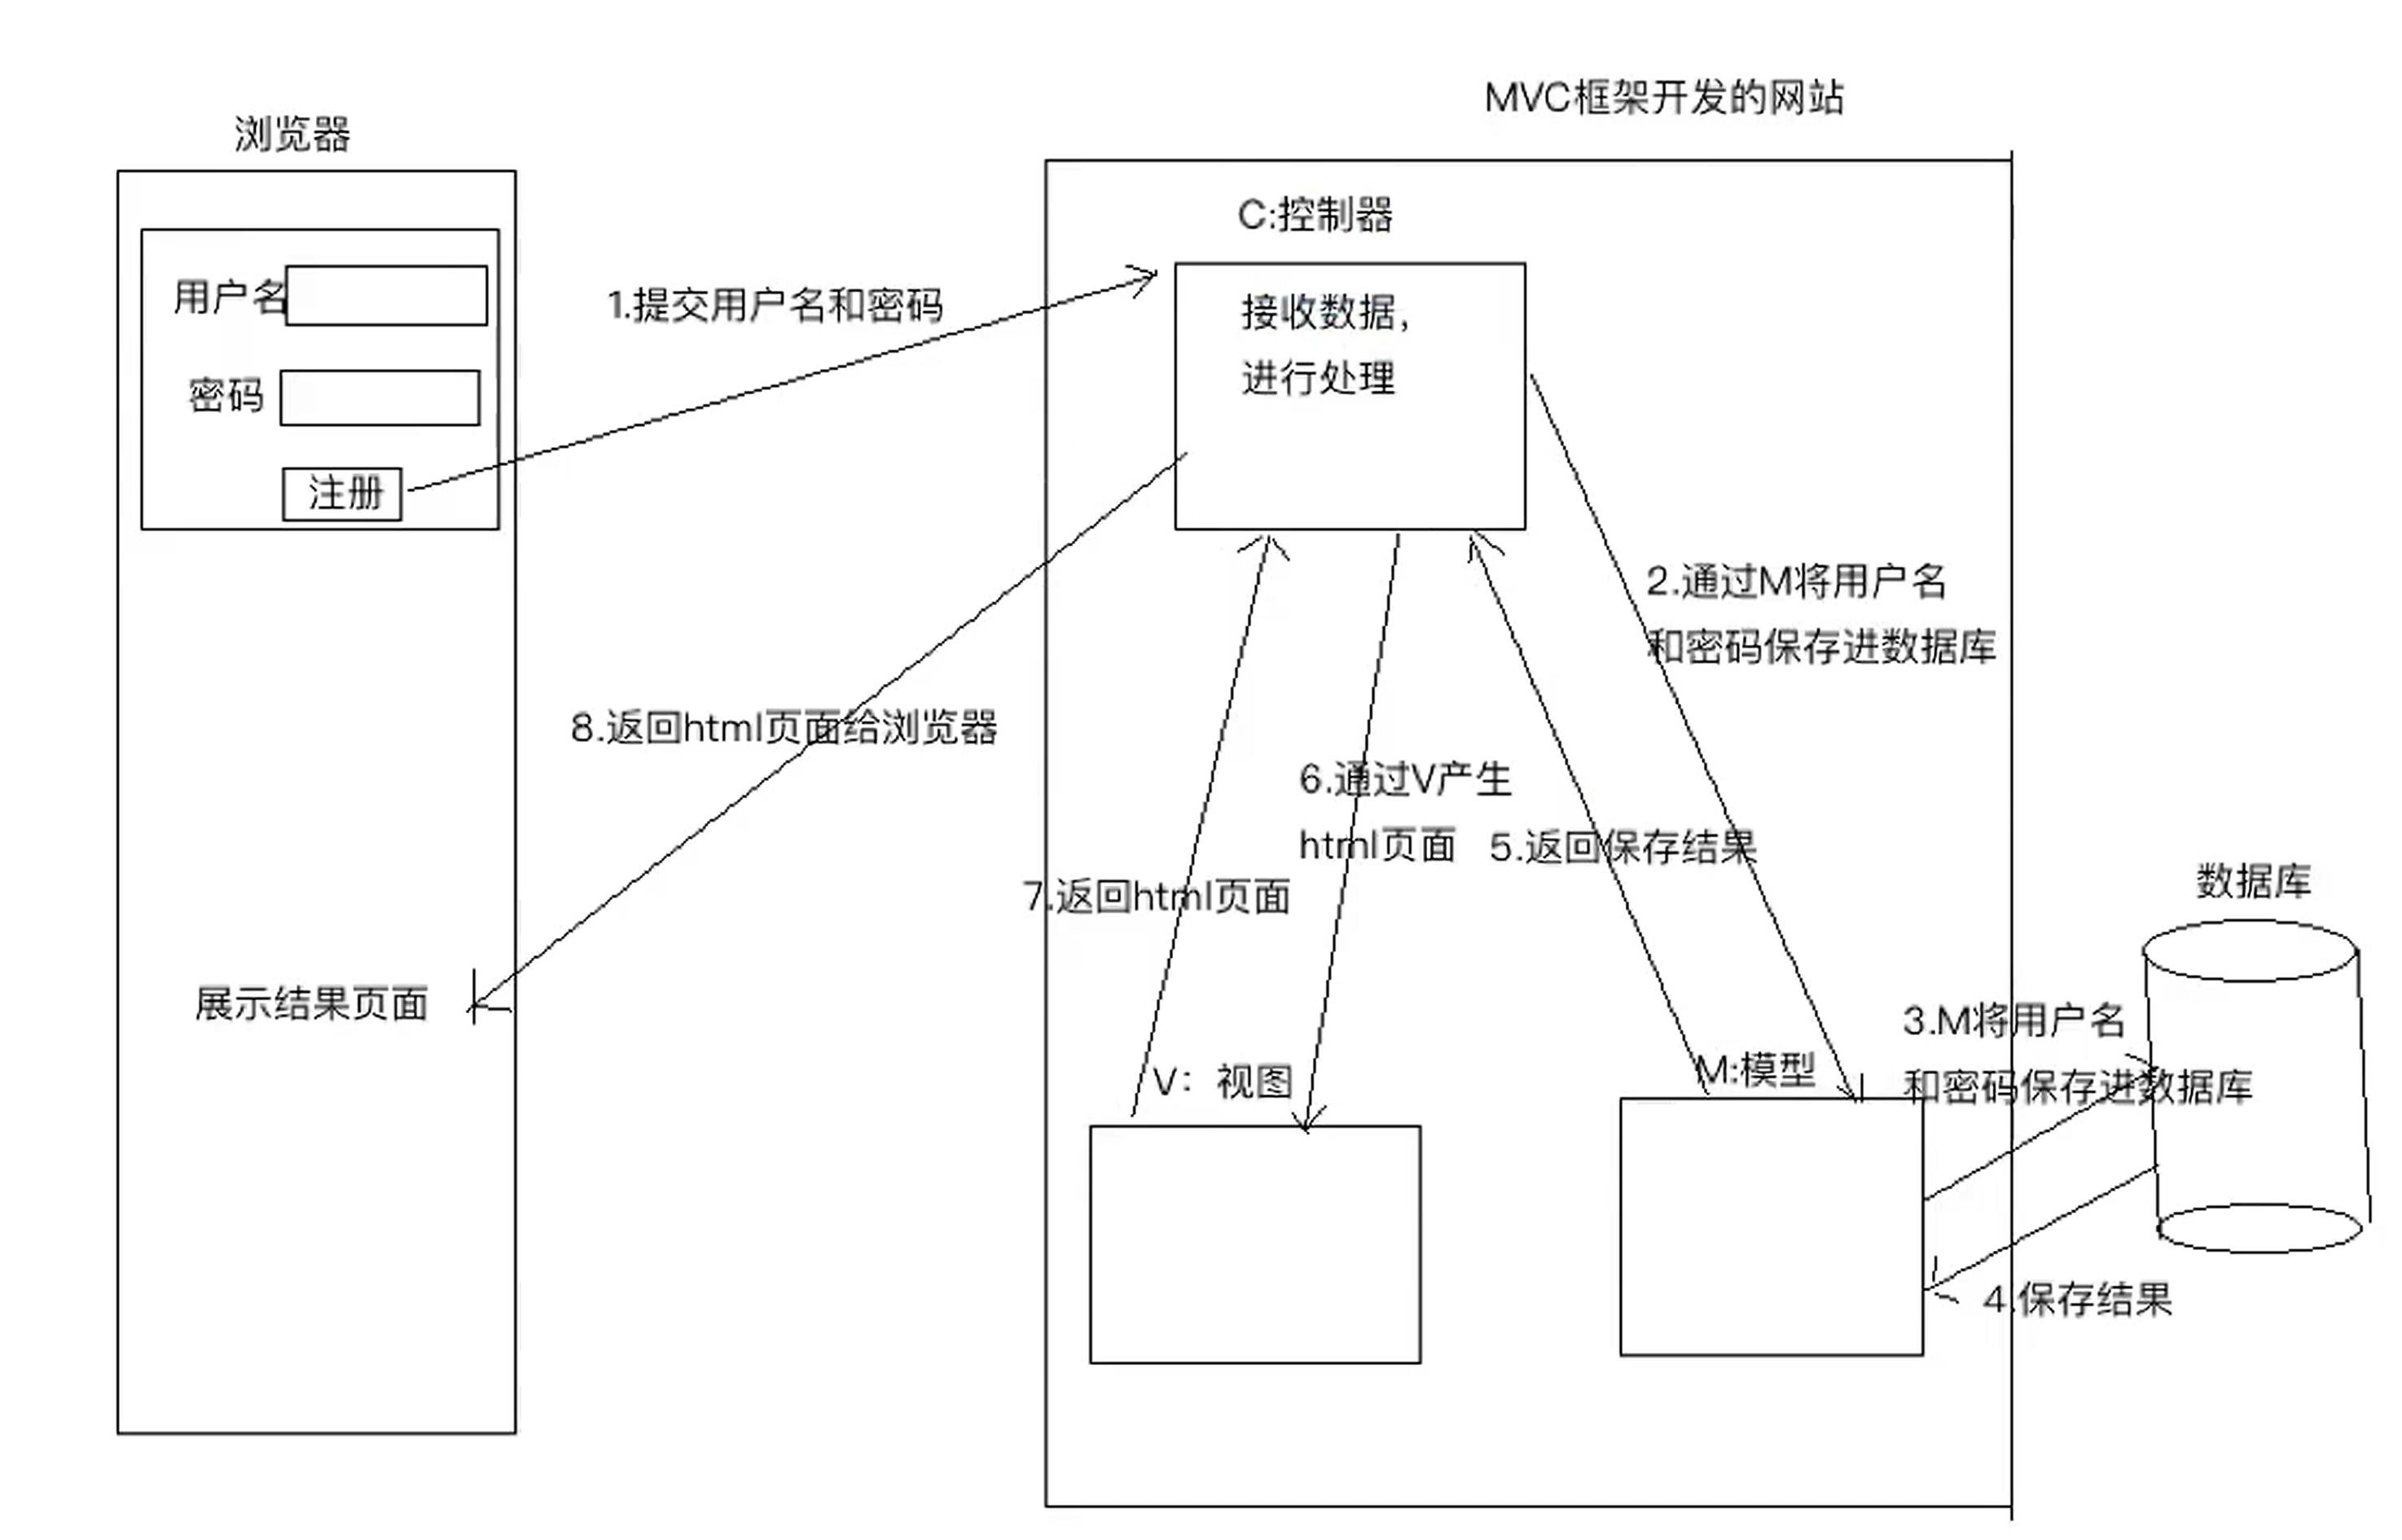 MVC框架开发的网站
浏览器
C:控制器
用户名
密码
注册
1.提交用户名和密码
接收数据，
进行处理
2.通过M将用户名
和密码保存进数据库
8.返回html页面给浏览器
6.通过V产生
html页面
5.返回保存结果
7.返回html页面
数据库
展示结果页面
V：视图
M:模型
3.M将用户名
和密码保存进数据库
4.保存结果